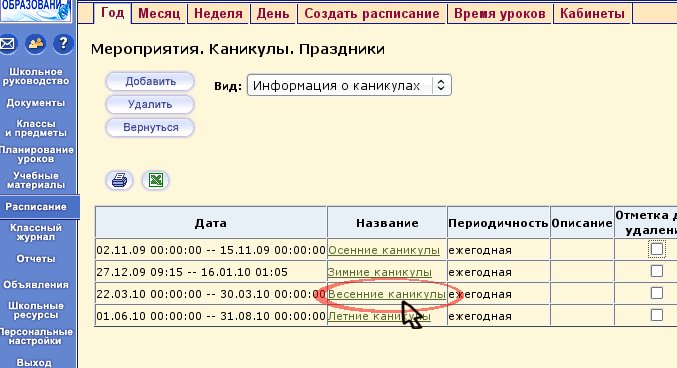 ОБРАЗОВАНИ
Год Месяц Неделя День Создать расписание Время уроков Кабинеты
Мероприятия. Каникулы. Праздники
Добавить
Вид: Информация о каникулах
Удалить
Вернуться
Школьное
руководство
Документы
Классы
и предметы
Планирование
уроков
Учебные
материалы
Расписание
Классный
журнал
Отчеты
Объявления
Школьные
ресурсы
Персональные
настройки
Выход
Дата Название Периодичность Описание Отметка д
удалени
02.11.09 00:00:00 -- 15.11.09 00:00:00 Осенние каникулы ежегодная
27.12.09 09:15 -- 16.01.10 01:05 Зимние каникулы ежегодная
22.03.10 00:00:00 -- 30.03.10 00:00:00 Весенние каникулы ежегодная
01.06.10 00:00:00 -- 31.08.10 00:00:00 Летние каникулы ежегодная